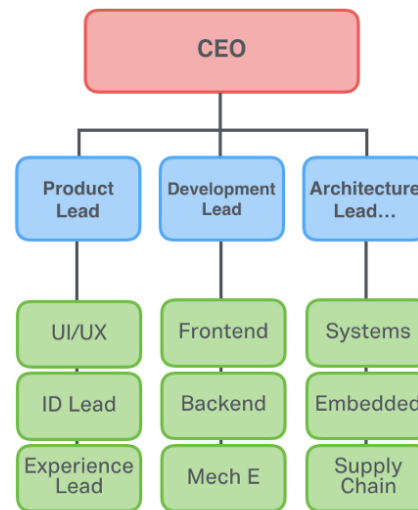 CEO
Product
Lead
Development
Lead
Architecture
Lead...
UI/UX
Frontend
Systems
ID Lead
Backend
Embedded
Experience
Lead
Mech E
Supply
Chain